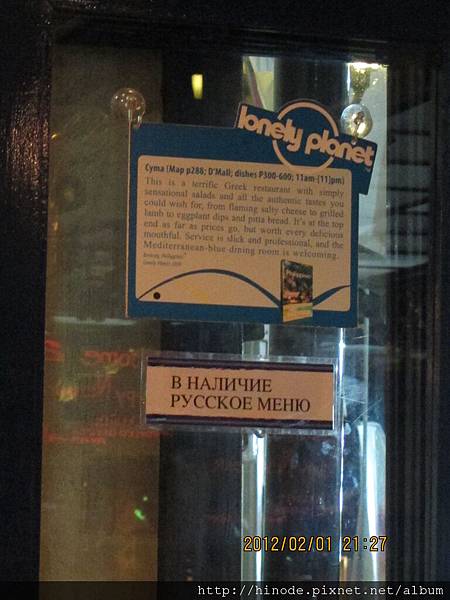 lonely planet
Cyma (Map p288; D'Mall; dishes P300-600; 11am-(11)pm)
This is a terrific Greek restaurant with simply
sensational salads and all the authentic tastes you
could wish for, from flaming salty cheese to grilled
lamb to eggplant dips and pitta bread. It's at the top
end as far as prices go, but worth every delicious
mouthful. Service is slick and professional, and the
Mediterranean-blue dining room is welcoming.
Philippines
В НАЛИЧИЕ
РУССКОЕ МЕНЮ
2012/02/01 21:27
http://hinode.pixnet.net/album